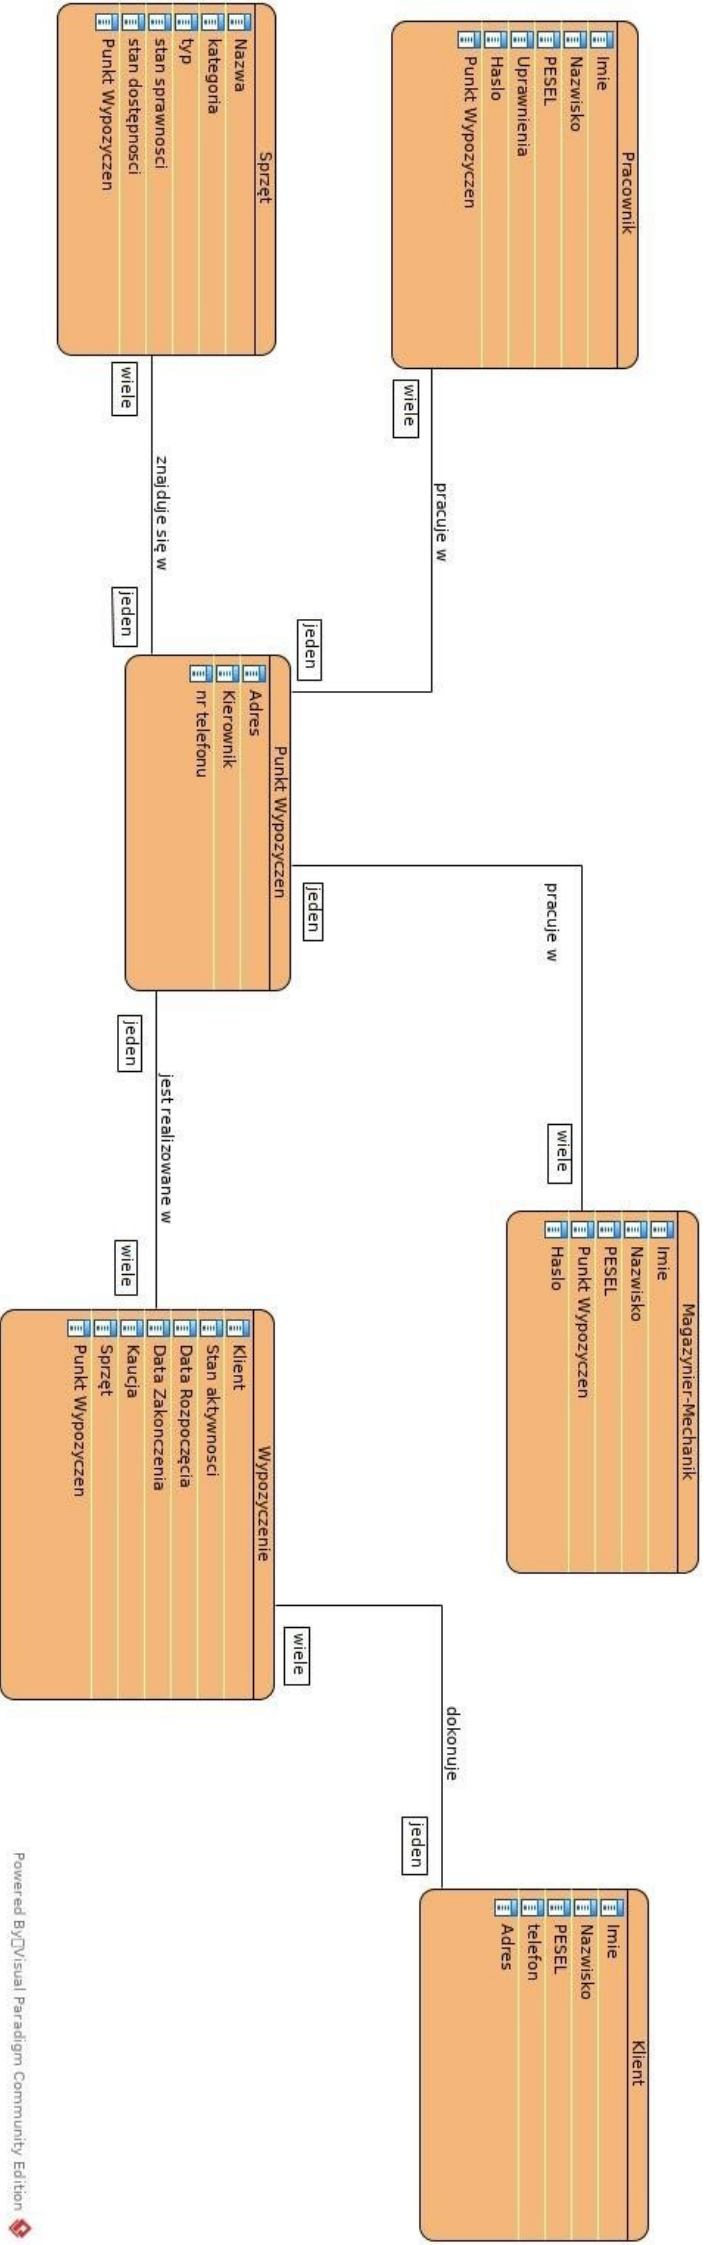 Pracownik
Imie
Nazwisko
PESEL
Uprawnienia
Haslo
Punkt Wypozyczen
wiele
pracuje w
jeden
Sprzęt
Nazwa
kategoria
typ
stan sprawnosci
stan dostępnosci
Punkt Wypozyczen
wiele
znajduje się w
jeden
Punkt Wypozyczen
Adres
Kierownik
nr telefonu
jeden
pracuje w
wiele
Magazynier-Mechanik
Imie
Nazwisko
PESEL
Punkt Wypozyczen
Haslo
jeden
jest realizowane w
wiele
Wypozyczenie
Klient
Stan aktywnosci
Data Rozpoczęcia
Data Zakonczenia
Kaucja
Sprzęt
Punkt Wypozyczen
wiele
dokonuje
jeden
Klient
Imie
Nazwisko
PESEL
telefon
Adres
Powered By Visual Paradigm Community Edition